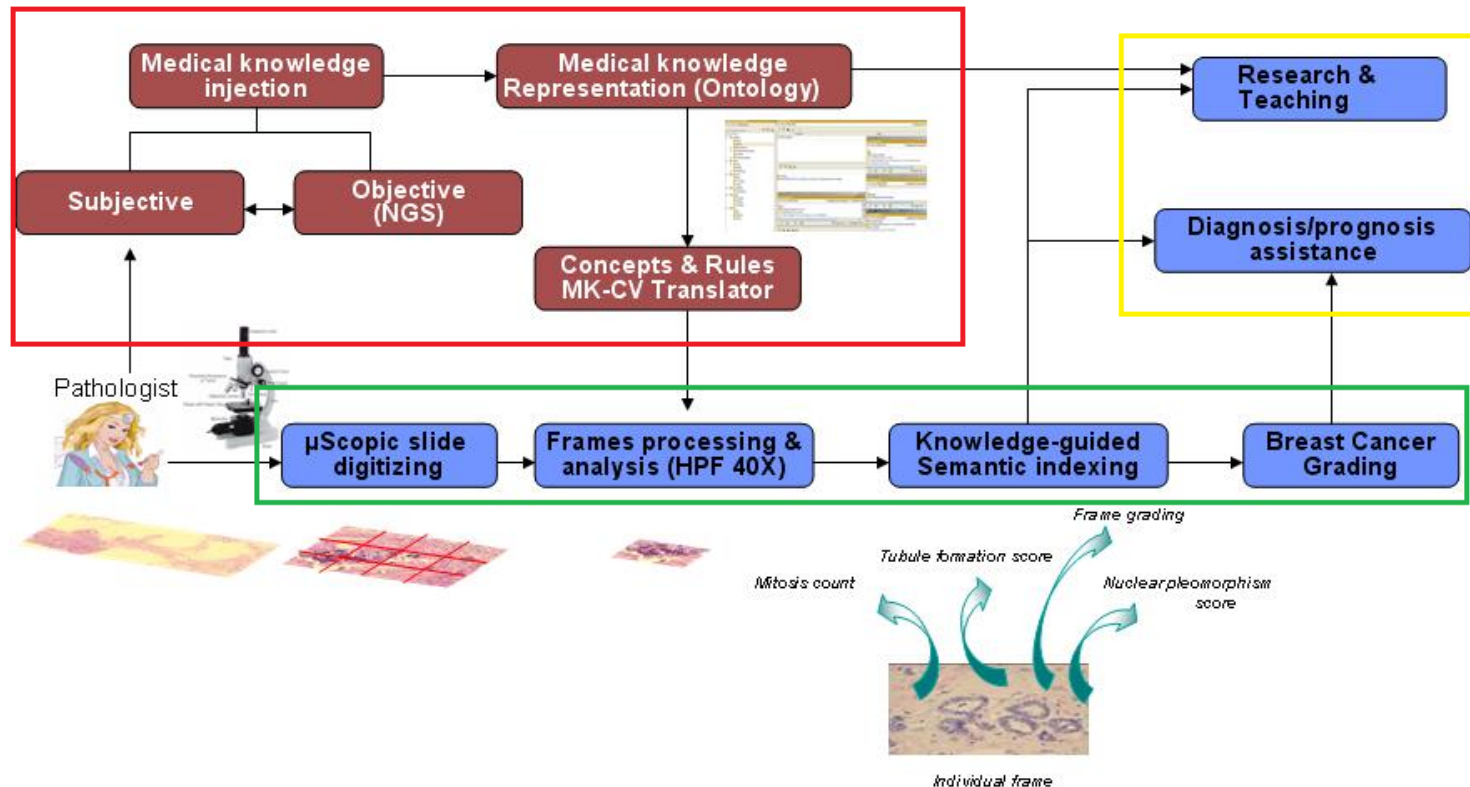 Medical knowledge
injection
Medical knowledge
Representation (Ontology)
Research &
Teaching
Subjective
Objective
(NGS)
Diagnosis/prognosis
assistance
Concepts & Rules
MK-CV Translator
Pathologist
µScopic slide
digitizing
Frames processing &
analysis (HPF 40X)
Knowledge-guided
Semantic indexing
Breast Cancer
Grading
Frame grading
Tubule formation score
Mitosis count
Nuclear pleomorphism
score
Individual frame